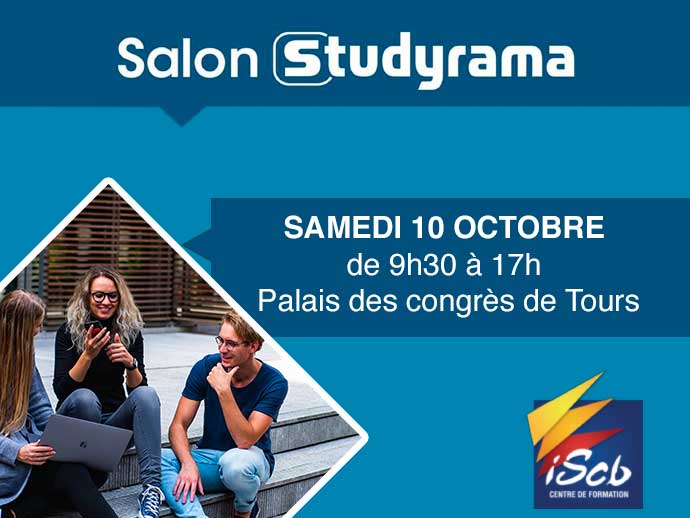 Salon Studyrama
SAMEDI 10 OCTOBRE
de 9h30 à 17h
Palais des congrès de Tours
iScb
CENTRE DE FORMATION